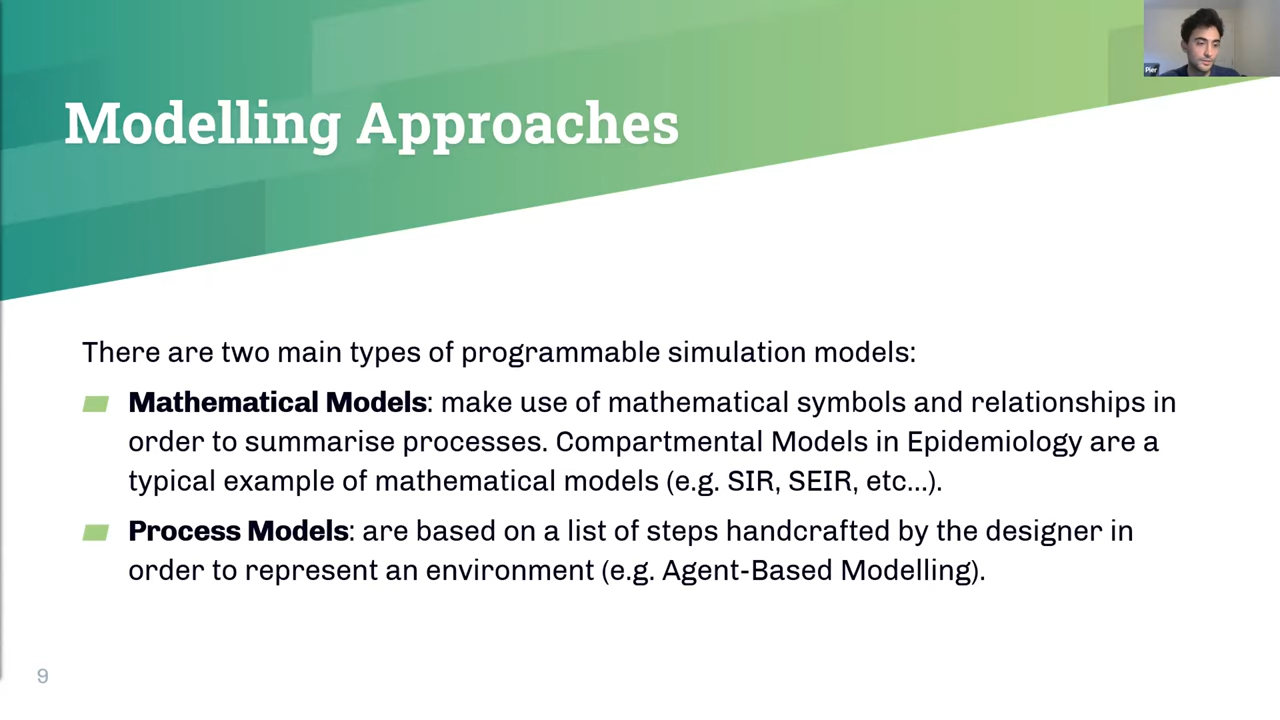 Pier
Modelling Approaches
There are two main types of programmable simulation models:
Mathematical Models: make use of mathematical symbols and relationships in
order to summarise processes. Compartmental Models in Epidemiology are a
typical example of mathematical models (e.g. SIR, SEIR, etc...).
Process Models: are based on a list of steps handcrafted by the designer in
order to represent an environment (e.g. Agent-Based Modelling).
9